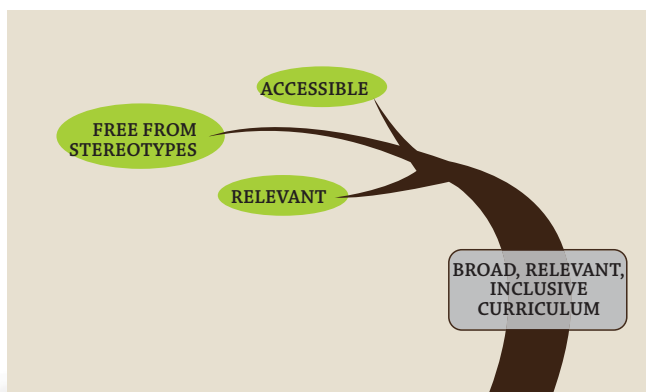 ACCESSIBLE
FREE FROM
STEREOTYPES
RELEVANT
BROAD, RELEVANT,
INCLUSIVE
CURRICULUM